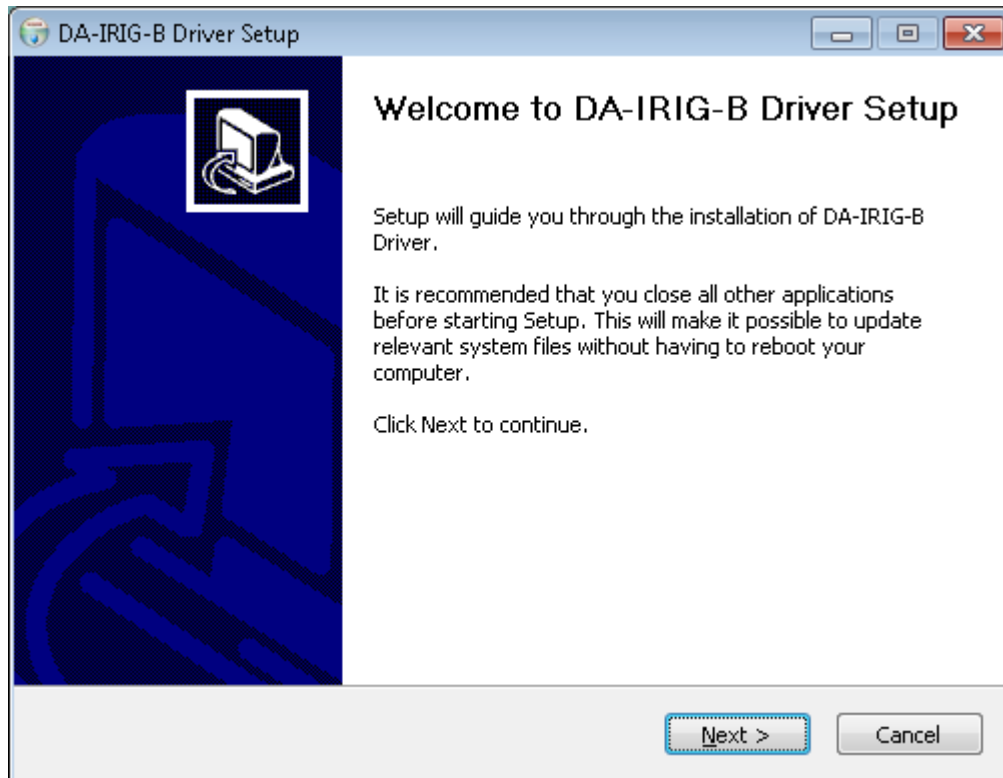 DA-IRIG-B Driver Setup
Welcome to DA-IRIG-B Driver Setup
Setup will guide you through the installation of DA-IRIG-B
Driver.
It is recommended that you close all other applications
before starting Setup. This will make it possible to update
relevant system files without having to reboot your
computer.
Click Next to continue.
Next >
Cancel